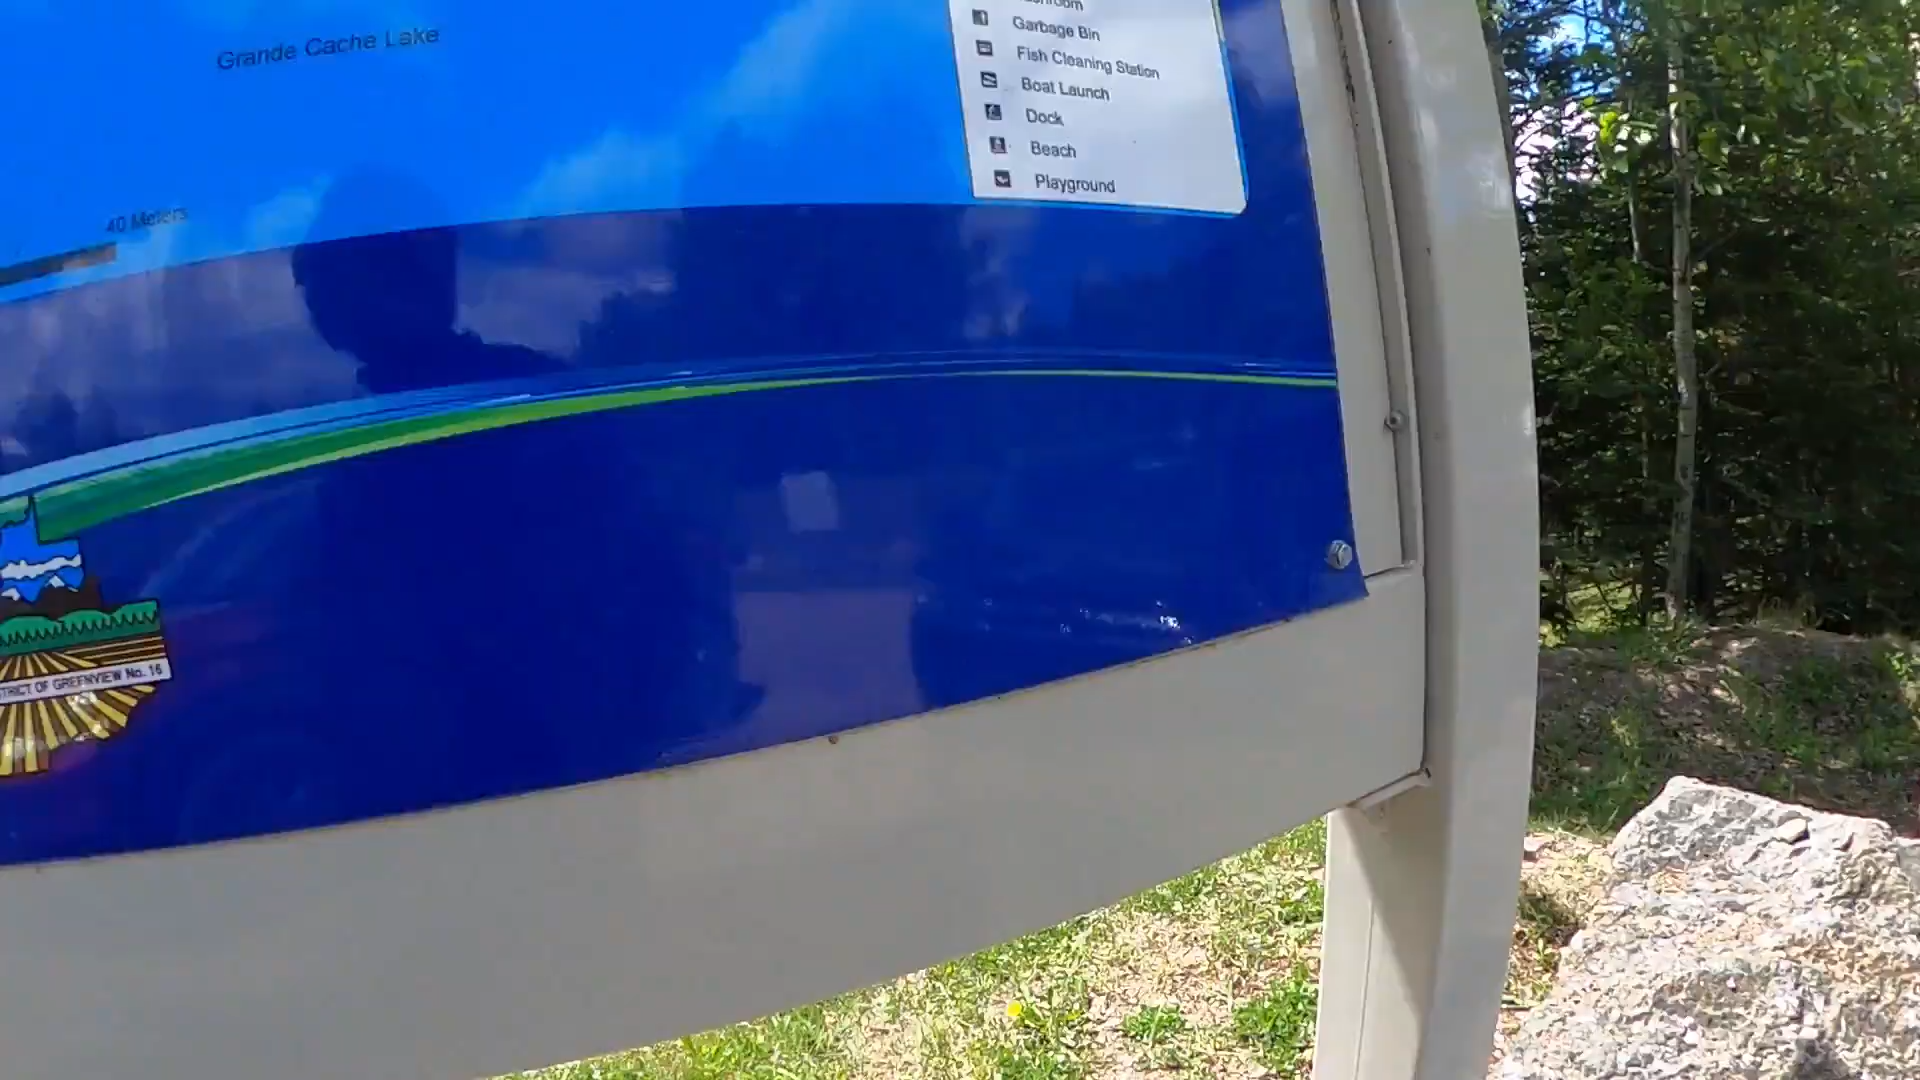 Grande Cache Lake
Garbage Bin
Fish Cleaning Station
Boat Launch
Dock
Beach
Playground
40 Meters
OF GREENVIEW No. 16